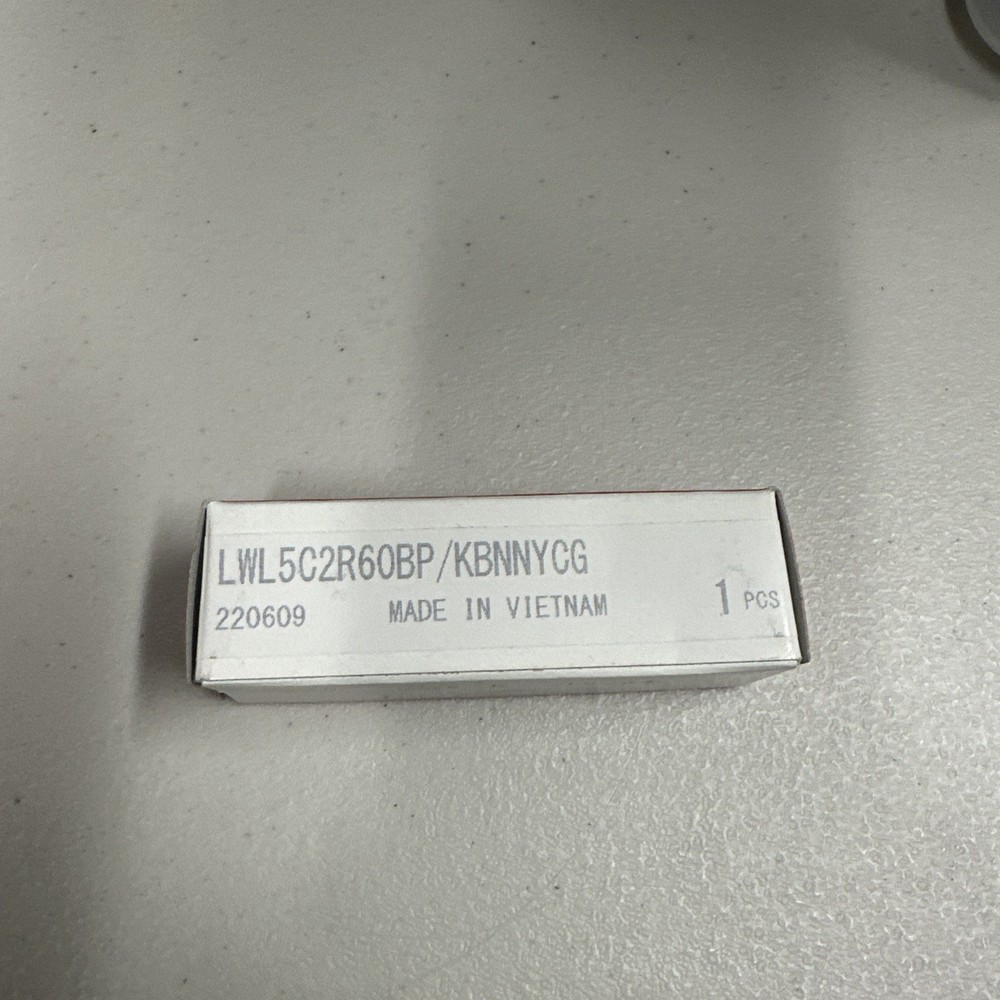 LWL5C2R60BP/KBNNYCG
220609 MADE IN VIETNAM 1 PCS